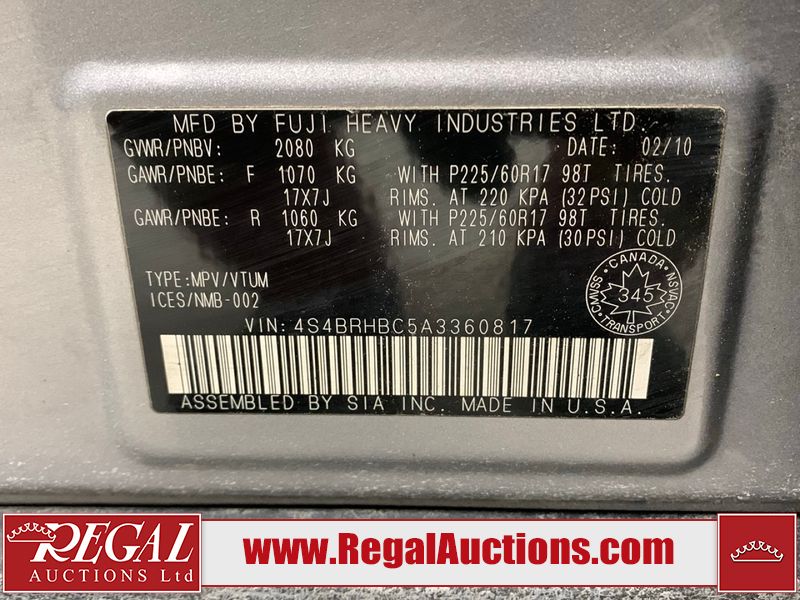 MFD BY FUJI HEAVY INDUSTRIES LTD.
GVWR/PNBV: 2080 KG DATE: 02/10
GAWR/PNBE: F 1070 KG WITH P225/60R17 98T TIRES.
17X7J RIMS. AT 220 KPA (32PSI) COLD
GAWR/PNBE: R 1060 KG WITH P225/60R17 98T TIRES.
17X7J RIMS. AT 210 KPA (30PSI) COLD
TYPE:MPV/VTUM
ICES/NMB-002
CANADA
CMVSS NSVAC
345
TRANSPORT
VIN: 4S4BRHBC5A3360817
ASSEMBLED BY SIA INC. MADE IN U.S.A.
REGAL
AUCTIONS Ltd
www.RegalAuctions.com